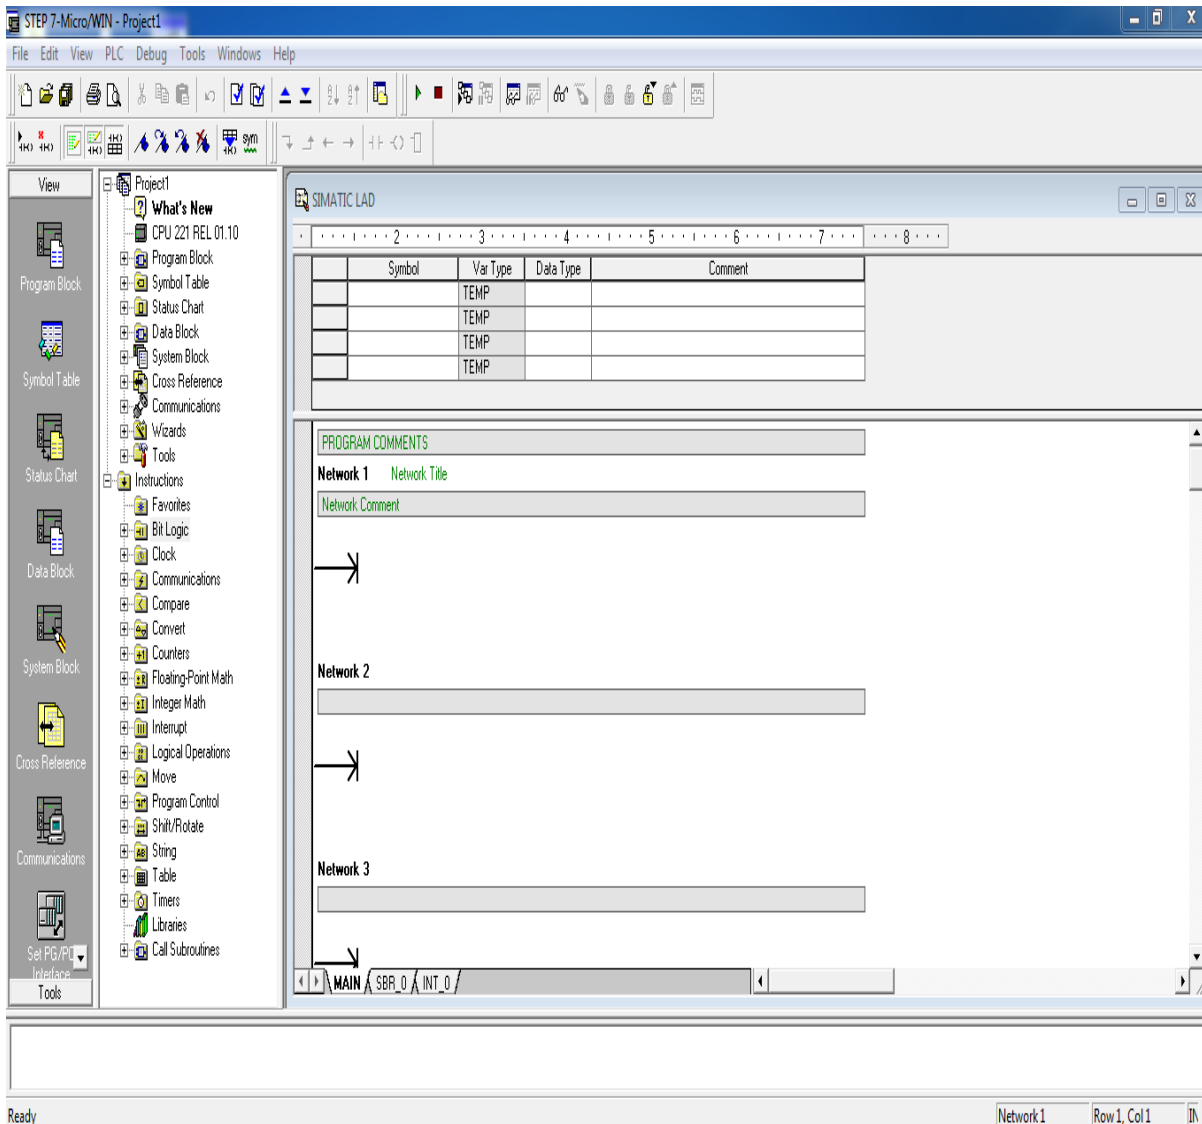 STEP 7-Micro/WIN - Project1
File Edit View PLC Debug Tools Windows Help
View
Program Block
Symbol Table
Status Chart
Data Block
System Block
Cross Reference
Communications
Set PG/PC
Interface
Tools
Project1
What's New
CPU 221 REL 01.10
Program Block
Symbol Table
Status Chart
Data Block
System Block
Cross Reference
Communications
Wizards
Tools
Instructions
Favorites
Bit Logic
Clock
Communications
Compare
Convert
Counters
Floating-Point Math
Integer Math
Interrupt
Logical Operations
Move
Program Control
Shift/Rotate
String
Table
Timers
Libraries
Call Subroutines
SIMATIC LAD
2 3 4 5 6 7 8
Symbol Var Type Data Type Comment
TEMP
TEMP
TEMP
TEMP
PROGRAM COMMENTS
Network 1 Network Title
Network Comment
Network 2
Network 3
MAIN SBR_0 INT_0
Ready Network 1 Row 1, Col 1